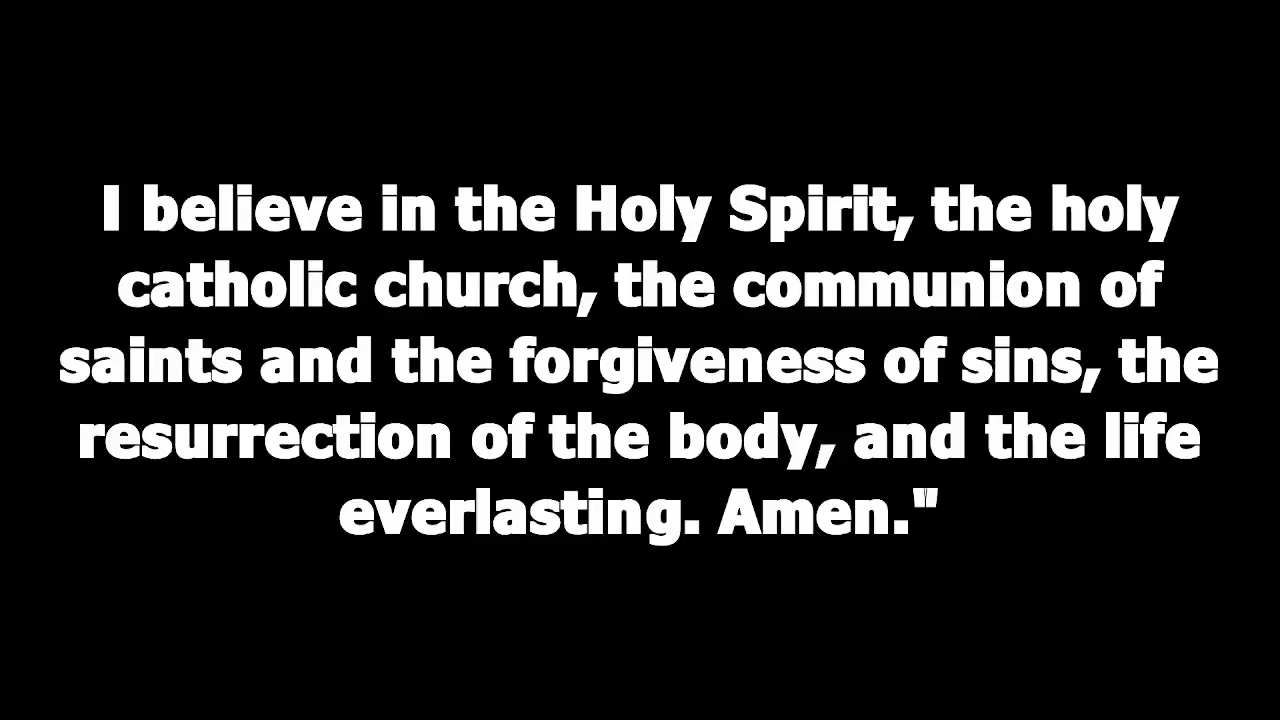 I believe in the Holy Spirit, the holy
catholic church, the communion of
saints and the forgiveness of sins, the
resurrection of the body, and the life
everlasting. Amen."